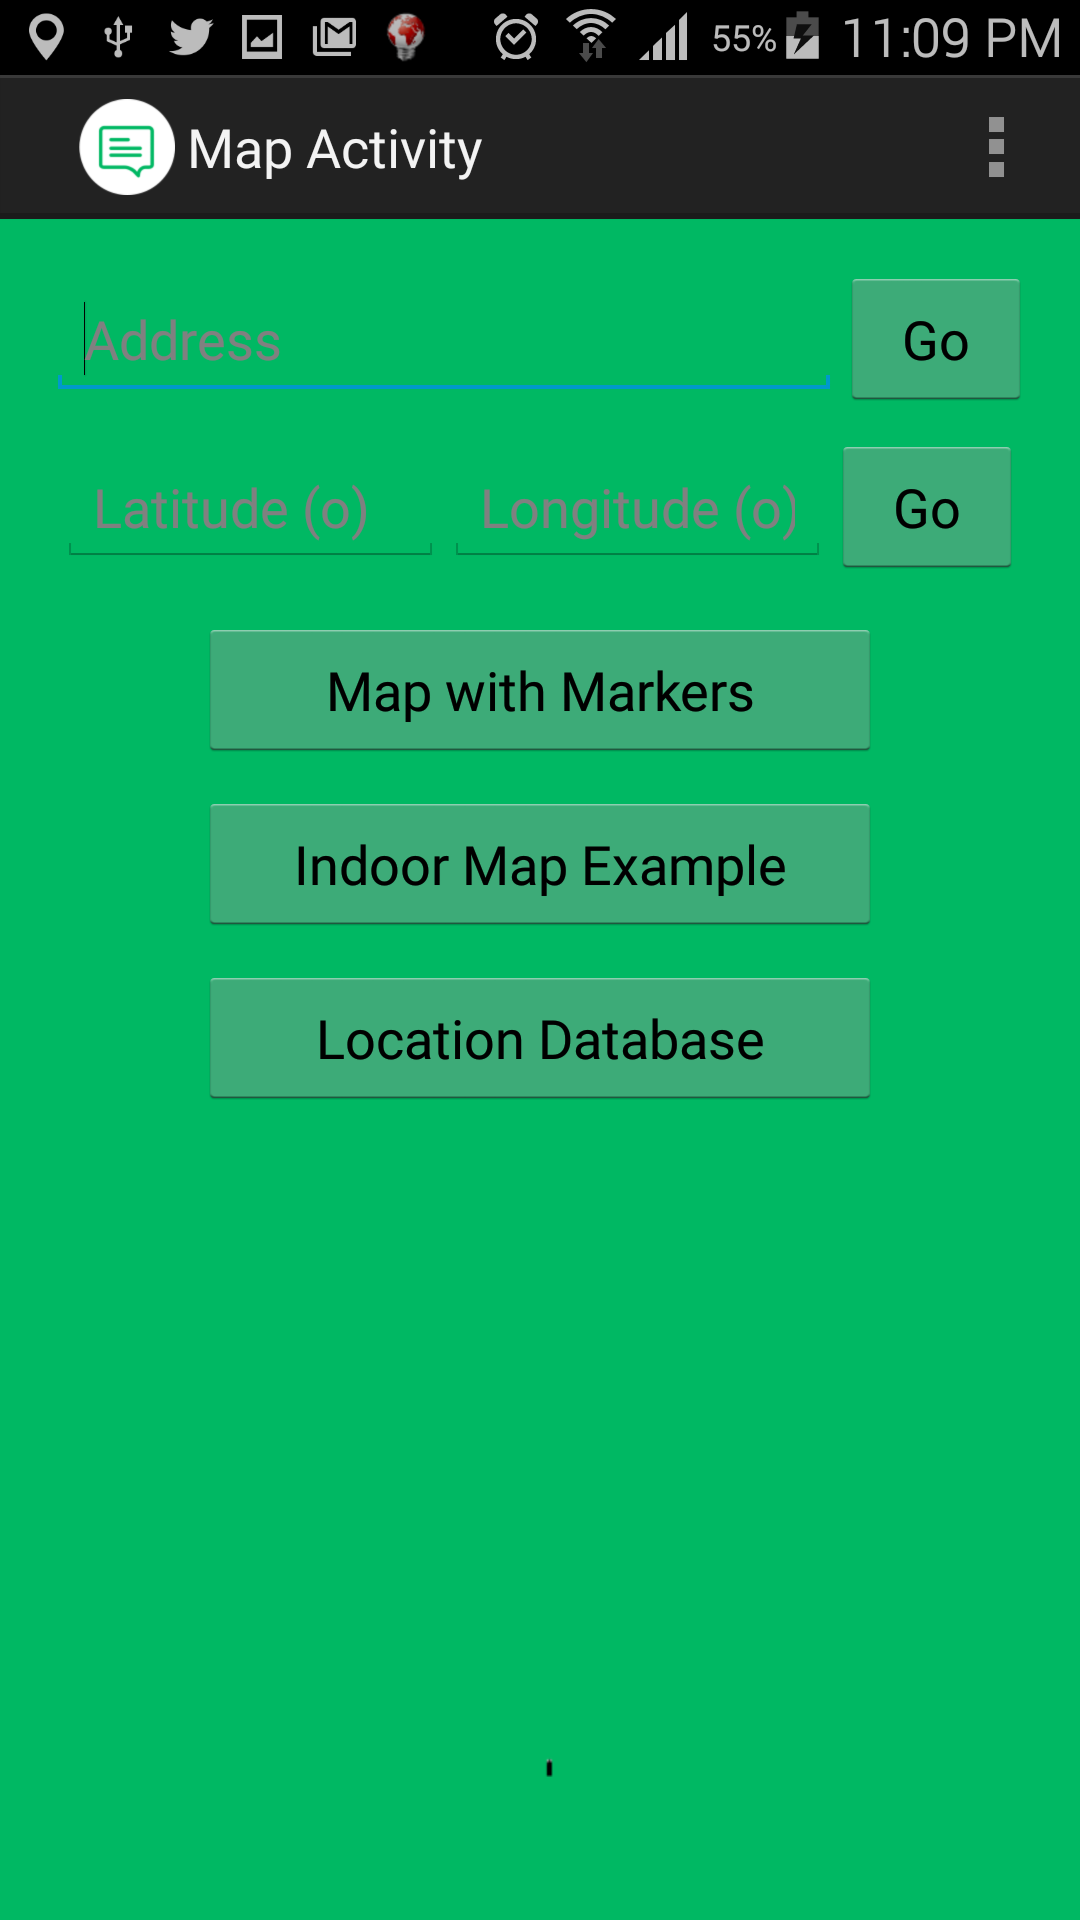 55% 11:09 PM
Map Activity
Address Go
Latitude (o) Longitude (o) Go
Map with Markers
Indoor Map Example
Location Database